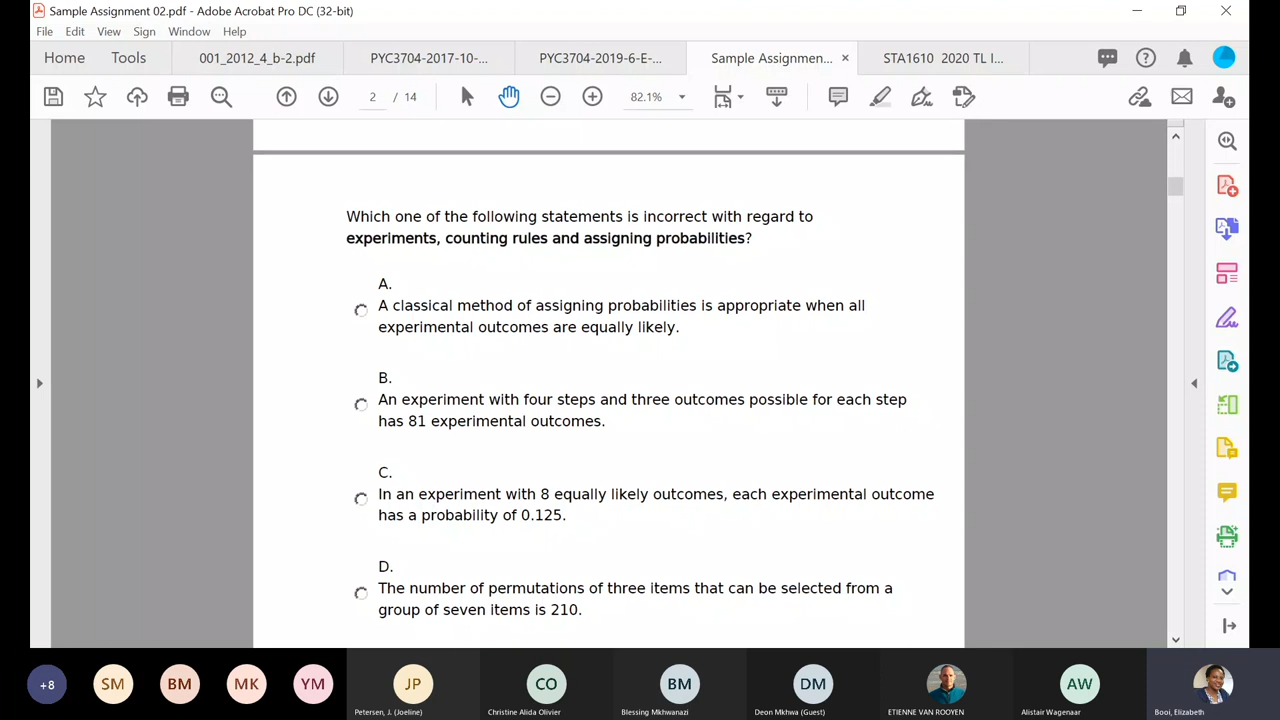 Sample Assignment 02.pdf - Adobe Acrobat Pro DC (32-bit)
File Edit View Sign Window Help
Home Tools 001_2012_4_b-2.pdf PYC3704-2017-10-... PYC3704-2019-6-E-... Sample Assignmen... × STA1610 2020 TL I...
2 / 14 82.1%
Which one of the following statements is incorrect with regard to
experiments, counting rules and assigning probabilities?
A.
A classical method of assigning probabilities is appropriate when all
experimental outcomes are equally likely.
B.
An experiment with four steps and three outcomes possible for each step
has 81 experimental outcomes.
C.
In an experiment with 8 equally likely outcomes, each experimental outcome
has a probability of 0.125.
D.
The number of permutations of three items that can be selected from a
group of seven items is 210.
+8 SM BM MK YM JP CO BM DM AW
Petersen, J. (Joeline) Christine Alida Olivier Blessing Mkhwanazi Deon Mkhwa (Guest) ETIENNE VAN ROOYEN Alistair Wagenaar Booi, Elizabeth